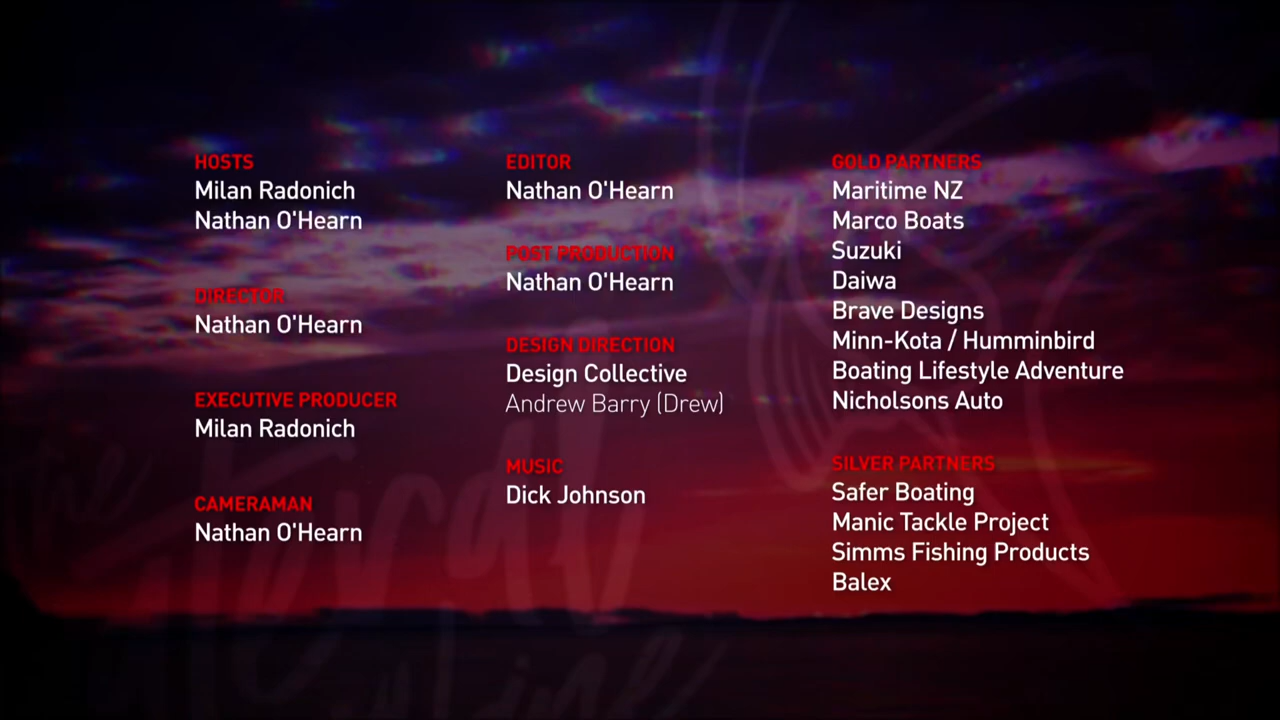 HOSTS
Milan Radonich
Nathan O'Hearn
DIRECTOR
Nathan O'Hearn
EXECUTIVE PRODUCER
Milan Radonich
CAMERAMAN
Nathan O'Hearn
EDITOR
Nathan O'Hearn
POST PRODUCTION
Nathan O'Hearn
DESIGN DIRECTION
Design Collective
Andrew Barry (Drew)
MUSIC
Dick Johnson
GOLD PARTNERS
Maritime NZ
Marco Boats
Suzuki
Daiwa
Brave Designs
Minn-Kota / Humminbird
Boating Lifestyle Adventure
Nicholsons Auto
SILVER PARTNERS
Safer Boating
Manic Tackle Project
Simms Fishing Products
Balex